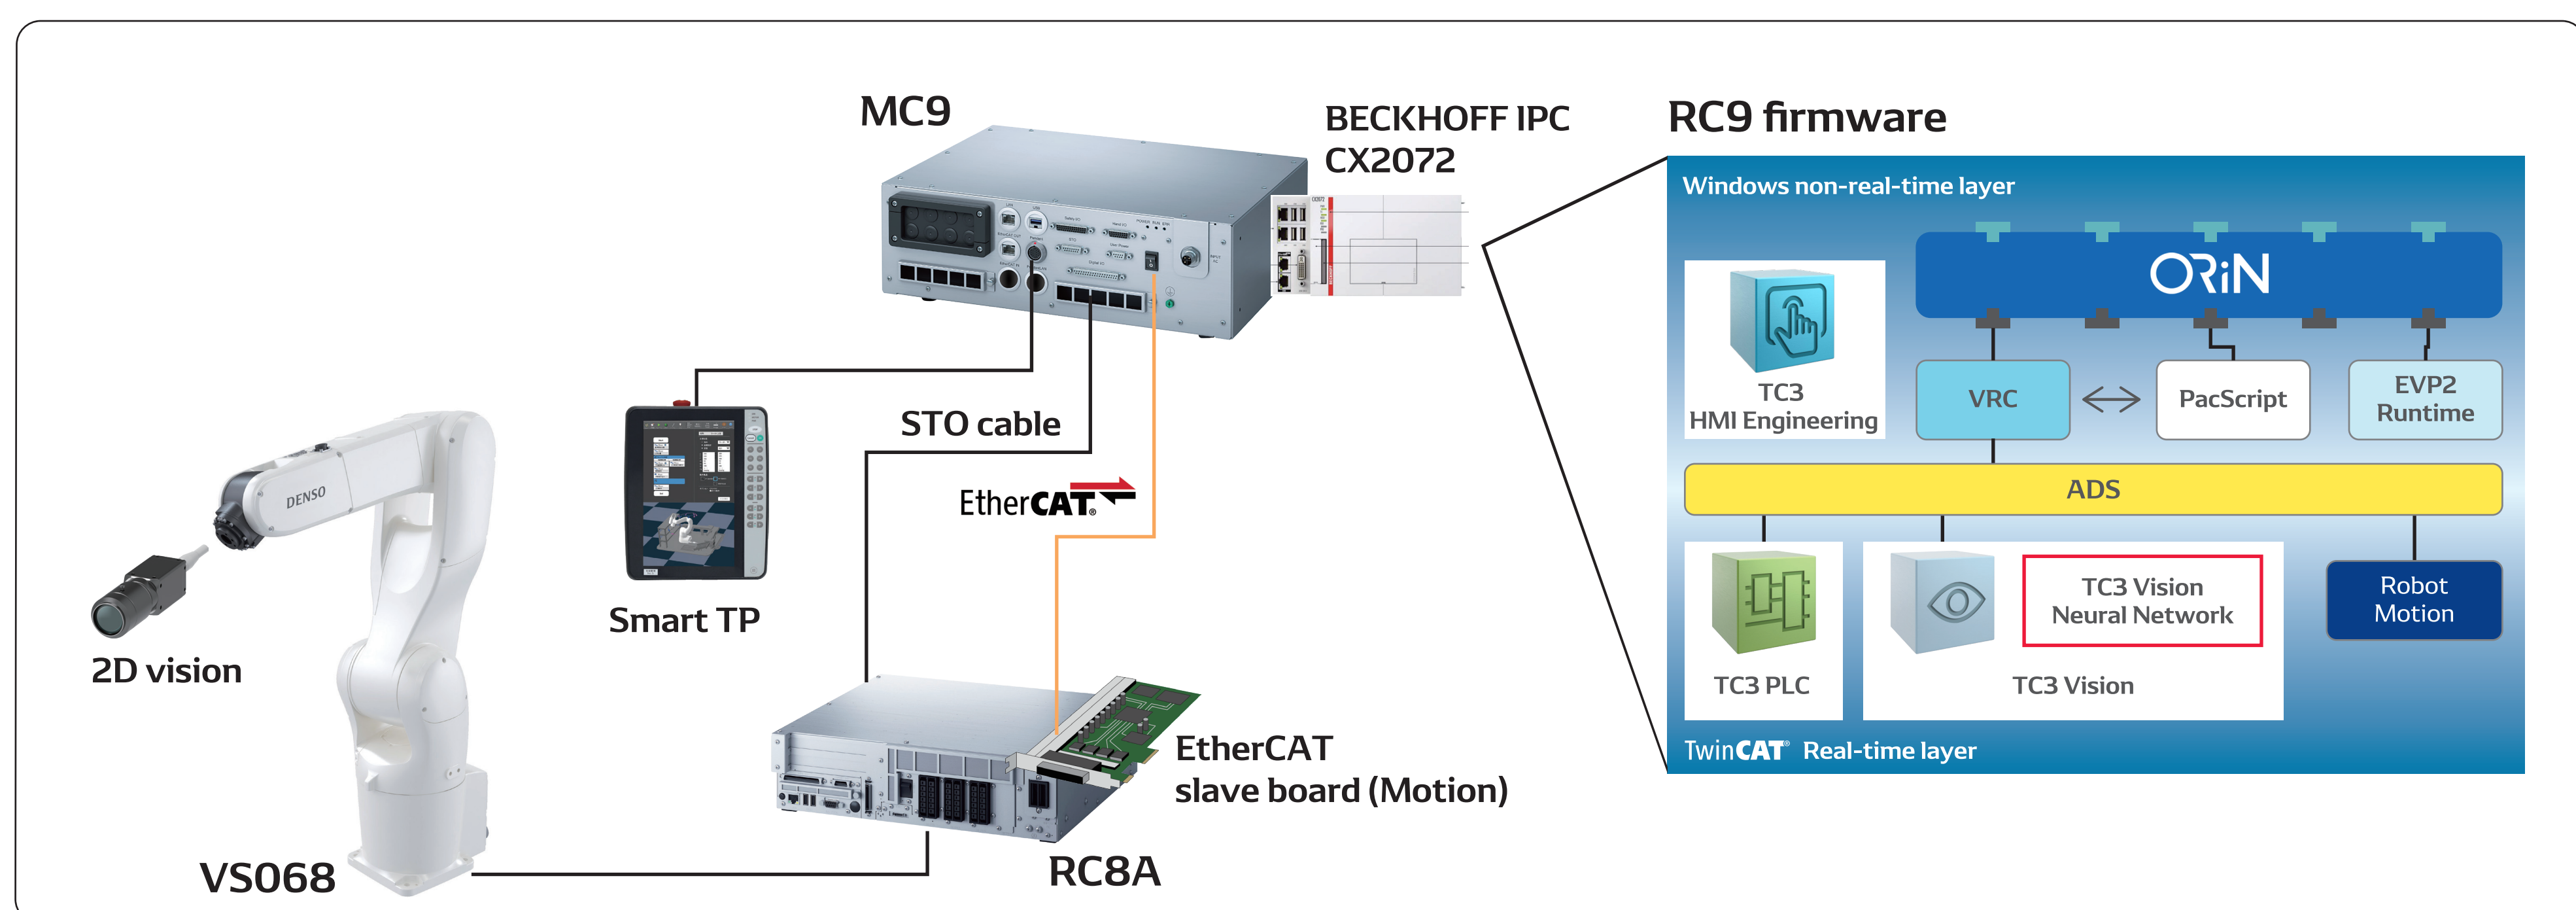 MC9
BECKHOFF IPC
CX2072
RC9 firmware
Windows non-real-time layer
ORiN
TC3
HMI Engineering
VRC
PacScript
EVP2
Runtime
ADS
TC3 PLC
TC3 Vision
Neural Network
TC3 Vision
Robot
Motion
TwinCAT® Real-time layer
STO cable
EtherCAT®
DENSO
2D vision
Smart TP
EtherCAT
slave board (Motion)
VS068
RC8A